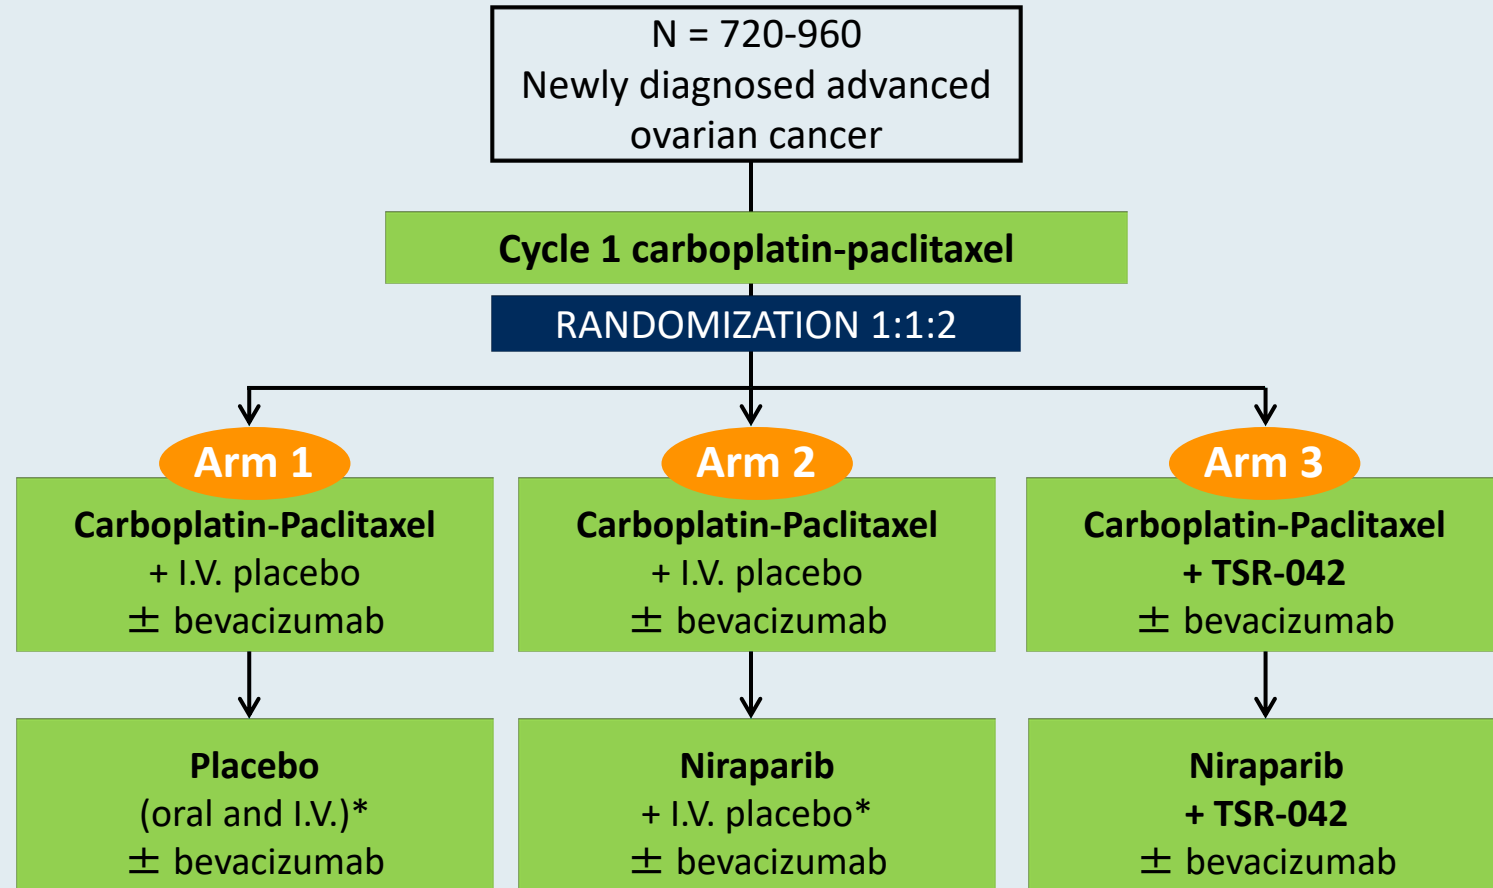 N = 720-960
Newly diagnosed advanced
ovarian cancer
Cycle 1 carboplatin-paclitaxel
RANDOMIZATION 1:1:2
Arm 1
Carboplatin-Paclitaxel
+ I.V. placebo
± bevacizumab
Placebo
(oral and I.V.)*
± bevacizumab
Arm 2
Carboplatin-Paclitaxel
+ I.V. placebo
± bevacizumab
Niraparib
+ I.V. placebo*
± bevacizumab
Arm 3
Carboplatin-Paclitaxel
+ TSR-042
± bevacizumab
Niraparib
+ TSR-042
± bevacizumab